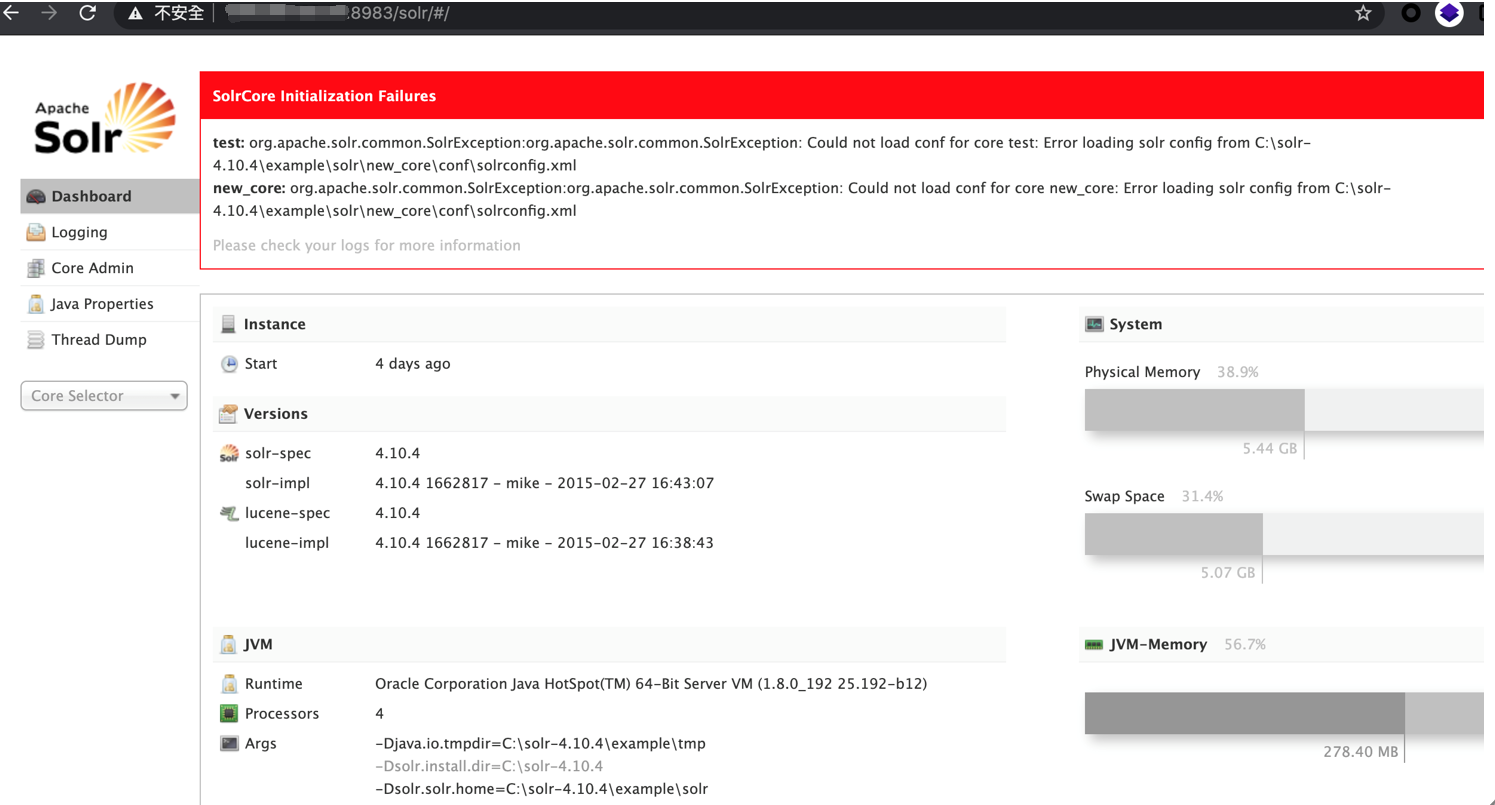 不安全
:8983/solr/#/
Apache
Solr
Dashboard
Logging
Core Admin
Java Properties
Thread Dump
Core Selector
SolrCore Initialization Failures
test: org.apache.solr.common.SolrException:org.apache.solr.common.SolrException: Could not load conf for core test: Error loading solr config from C:\solr-
4.10.4\example\solr\new_core\conf\solrconfig.xml
new_core: org.apache.solr.common.SolrException:org.apache.solr.common.SolrException: Could not load conf for core new_core: Error loading solr config from C:\solr-
4.10.4\example\solr\new_core\conf\solrconfig.xml
Please check your logs for more information
Instance
Start 4 days ago
Versions
solr-spec 4.10.4
solr-impl 4.10.4 1662817 - mike - 2015-02-27 16:43:07
lucene-spec 4.10.4
lucene-impl 4.10.4 1662817 - mike - 2015-02-27 16:38:43
JVM
Runtime Oracle Corporation Java HotSpot(TM) 64-Bit Server VM (1.8.0_192 25.192-b12)
Processors 4
Args -Djava.io.tmpdir=C:\solr-4.10.4\example\tmp
-Dsolr.install.dir=C:\solr-4.10.4
-Dsolr.solr.home=C:\solr-4.10.4\example\solr
System
Physical Memory 38.9%
5.44 GB
Swap Space 31.4%
5.07 GB
JVM-Memory 56.7%
278.40 MB